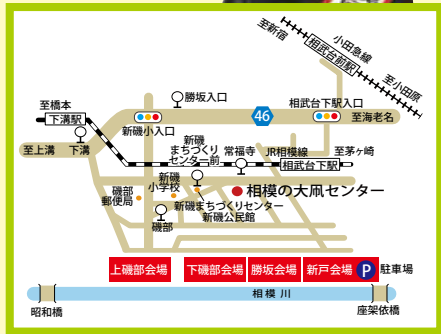 至新宿
小田急線
相武台前駅
至小田原
勝坂入口
46
相武台下駅入口
至橋本
下溝駅
新磯小入口
至海老名
至上溝
下溝
新磯
まちづくり
センター前
常福寺
JR相模線
至茅ヶ崎
相武台下駅
新磯
小学校
相模の大凧センター
磯部
郵便局
新磯まちづくりセンター
新磯公民館
磯部
上磯部会場
下磯部会場
勝坂会場
新戸会場
P
駐車場
相模川
昭和橋
座架依橋